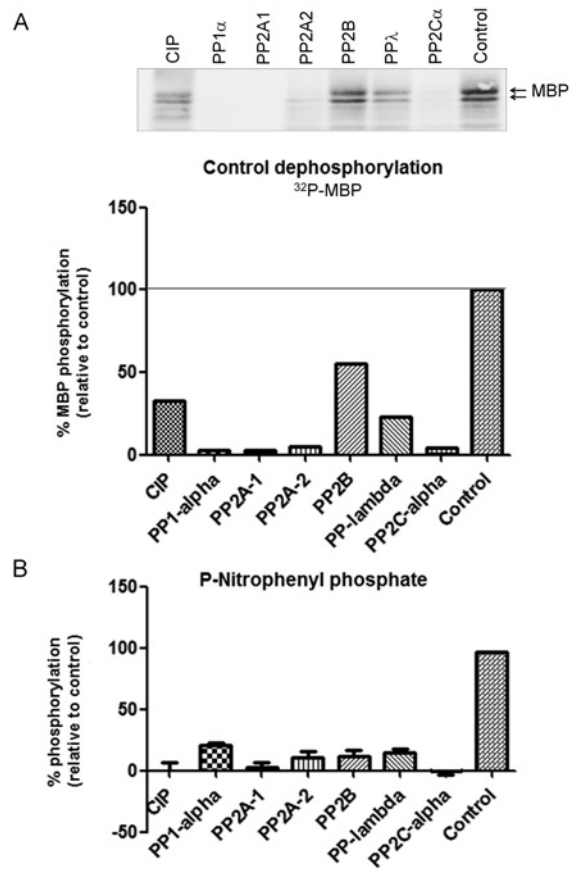 A
CIP PP1α PP2A1 PP2A2 PP2B PPλ PP2Cα Control
MBP
Control dephosphorylation
³²P-MBP
% MBP phosphorylation
(relative to control)
150
100
50
0
CIP PP1-alpha PP2A-1 PP2A-2 PP2B PP-lambda PP2C-alpha Control
B
P-Nitrophenyl phosphate
% phosphorylation
(relative to control)
150
100
50
0
-50
CIP PP1-alpha PP2A-1 PP2A-2 PP2B PP-lambda PP2C-alpha Control